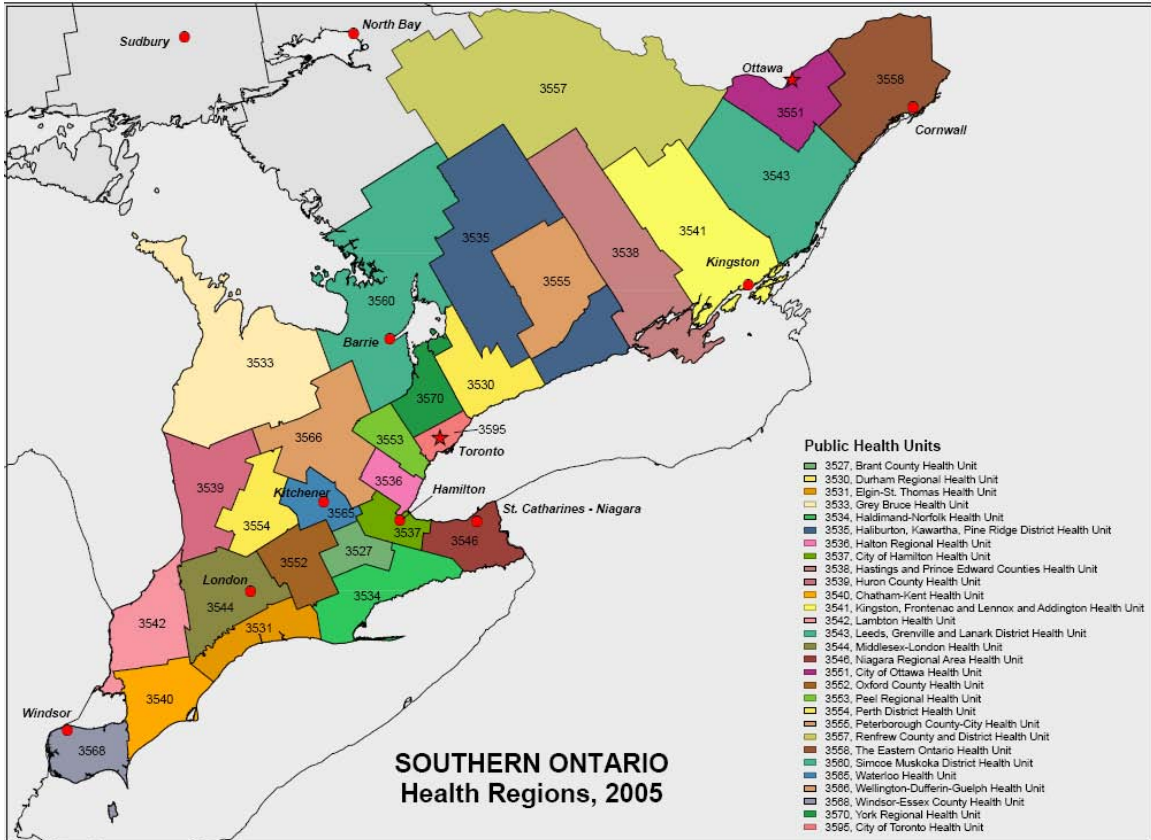 Sudbury
North Bay
Ottawa
3557
3558
3551
Cornwall
3543
3535
3541
3538
3555
Kingston
3560
Barrie
3533
3530
3570
3595
Toronto
3553
3566
3536
Hamilton
3539
Kitchener
3565
St. Catharines - Niagara
3554
3537
3546
3527
3552
London
3534
3544
3542
3531
3540
Windsor
3568
SOUTHERN ONTARIO
Health Regions, 2005
Public Health Units
3527, Brant County Health Unit
3530, Durham Regional Health Unit
3531, Elgin-St. Thomas Health Unit
3533, Grey Bruce Health Unit
3534, Haldimand-Norfolk Health Unit
3535, Haliburton, Kawartha, Pine Ridge District Health Unit
3536, Halton Regional Health Unit
3537, City of Hamilton Health Unit
3538, Hastings and Prince Edward Counties Health Unit
3539, Huron County Health Unit
3540, Chatham-Kent Health Unit
3541, Kingston, Frontenac and Lennox and Addington Health Unit
3542, Lambton Health Unit
3543, Leeds, Grenville and Lanark District Health Unit
3544, Middlesex-London Health Unit
3546, Niagara Regional Area Health Unit
3551, City of Ottawa Health Unit
3552, Oxford County Health Unit
3553, Peel Regional Health Unit
3554, Perth District Health Unit
3555, Peterborough County-City Health Unit
3557, Renfrew County and District Health Unit
3558, The Eastern Ontario Health Unit
3560, Simcoe Muskoka District Health Unit
3565, Waterloo Health Unit
3566, Wellington-Dufferin-Guelph Health Unit
3568, Windsor-Essex County Health Unit
3570, York Regional Health Unit
3595, City of Toronto Health Unit